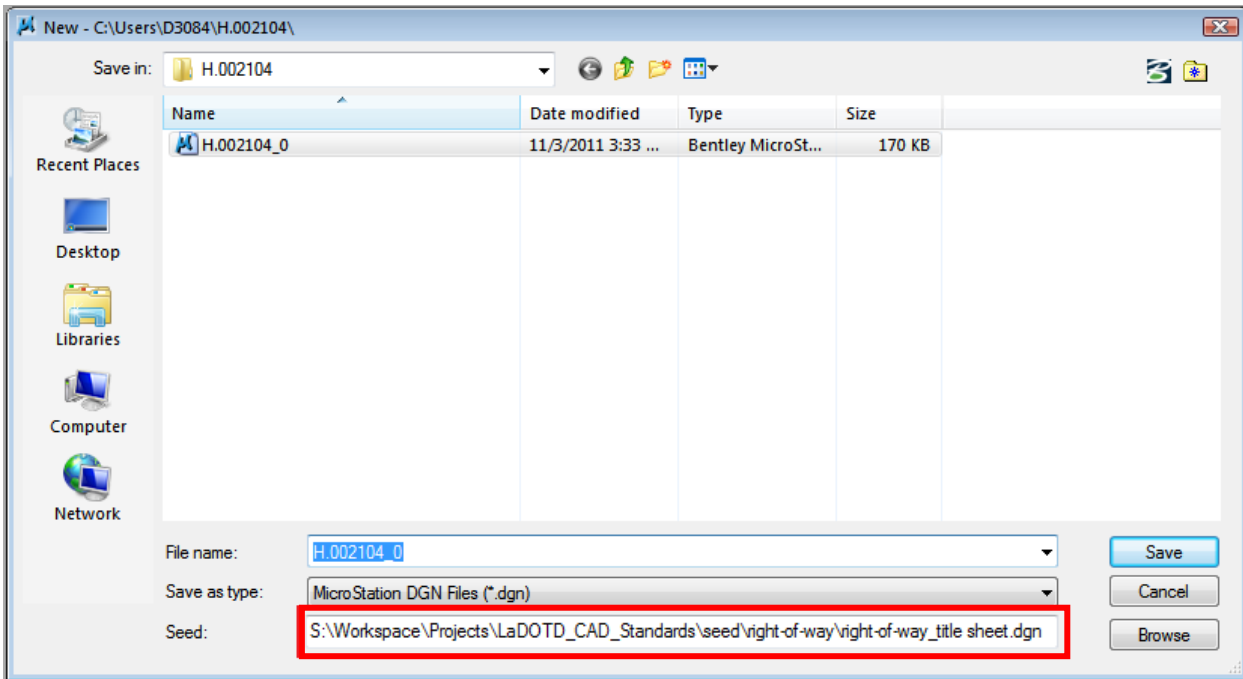 New - C:\Users\D3084\H.002104\
Save in: H.002104
Name Date modified Type Size
H.002104_0 11/3/2011 3:33 ... Bentley MicroSt... 170 KB
Recent Places
Desktop
Libraries
Computer
Network
File name: H.002104_0 Save
Save as type: MicroStation DGN Files (*.dgn) Cancel
Seed: S:\Workspace\Projects\LaDOTD_CAD_Standards\seed\right-of-way\right-of-way_title sheet.dgn Browse